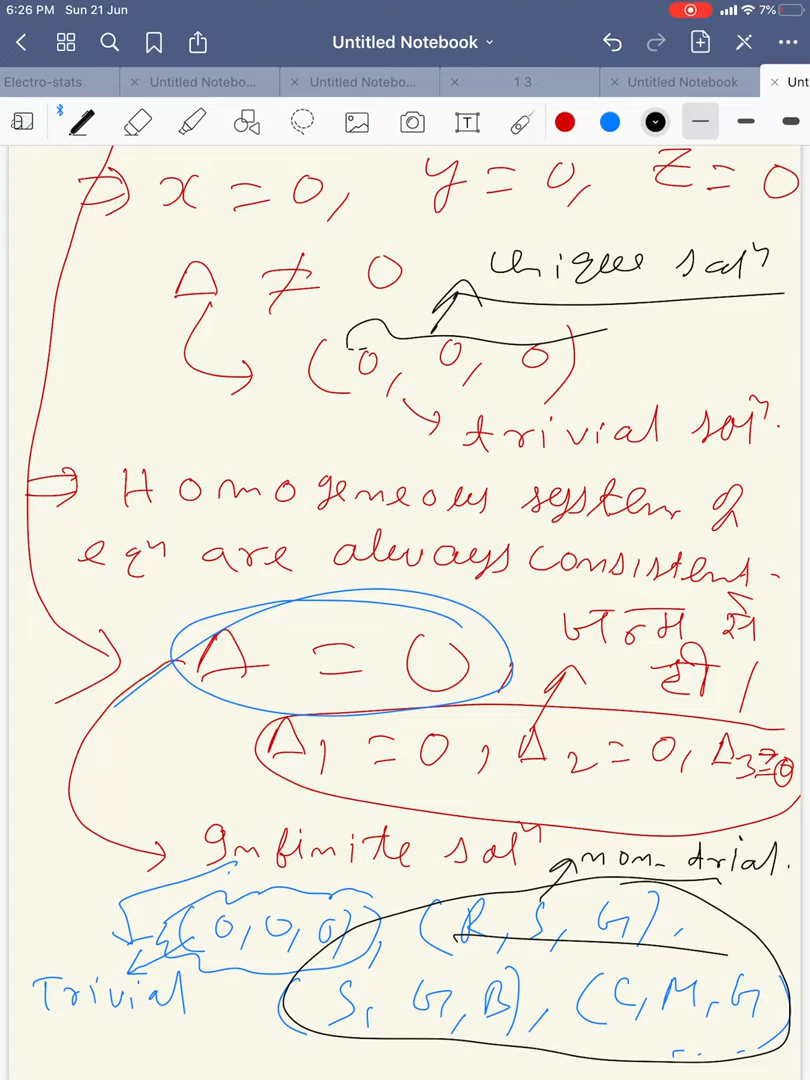 6:26 PM Sun 21 Jun 7%
Untitled Notebook
Electro-stats Untitled Notebo... Untitled Notebo... 1 3 Untitled Notebook Unt
⇒ x = 0, y = 0, z = 0
Δ ≠ 0 unique solⁿ
(0, 0, 0)
trivial solⁿ.
⇒ Homogeneous system of
eqⁿ are always consistent.
Δ = 0, जन्म से
ही।
Δ1 = 0, Δ2 = 0, Δ3 = 0
Infinite solⁿ non-trial.
(0,0,0), (R, S, G),
Trivial (S, G, B), (C, M, G
....